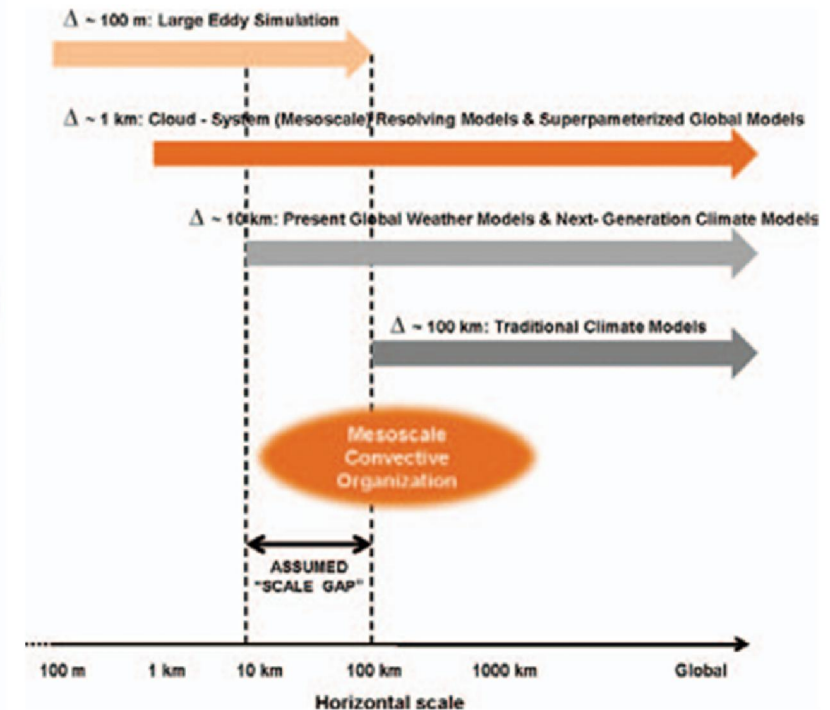 Δ ~ 100 m: Large Eddy Simulation
Δ ~ 1 km: Cloud - System (Mesoscale) Resolving Models & Superpameterized Global Models
Δ ~ 10 km: Present Global Weather Models & Next- Generation Climate Models
Δ ~ 100 km: Traditional Climate Models
Mesoscale
Convective
Organization
ASSUMED
"SCALE GAP"
100 m 1 km 10 km 100 km 1000 km Global
Horizontal scale